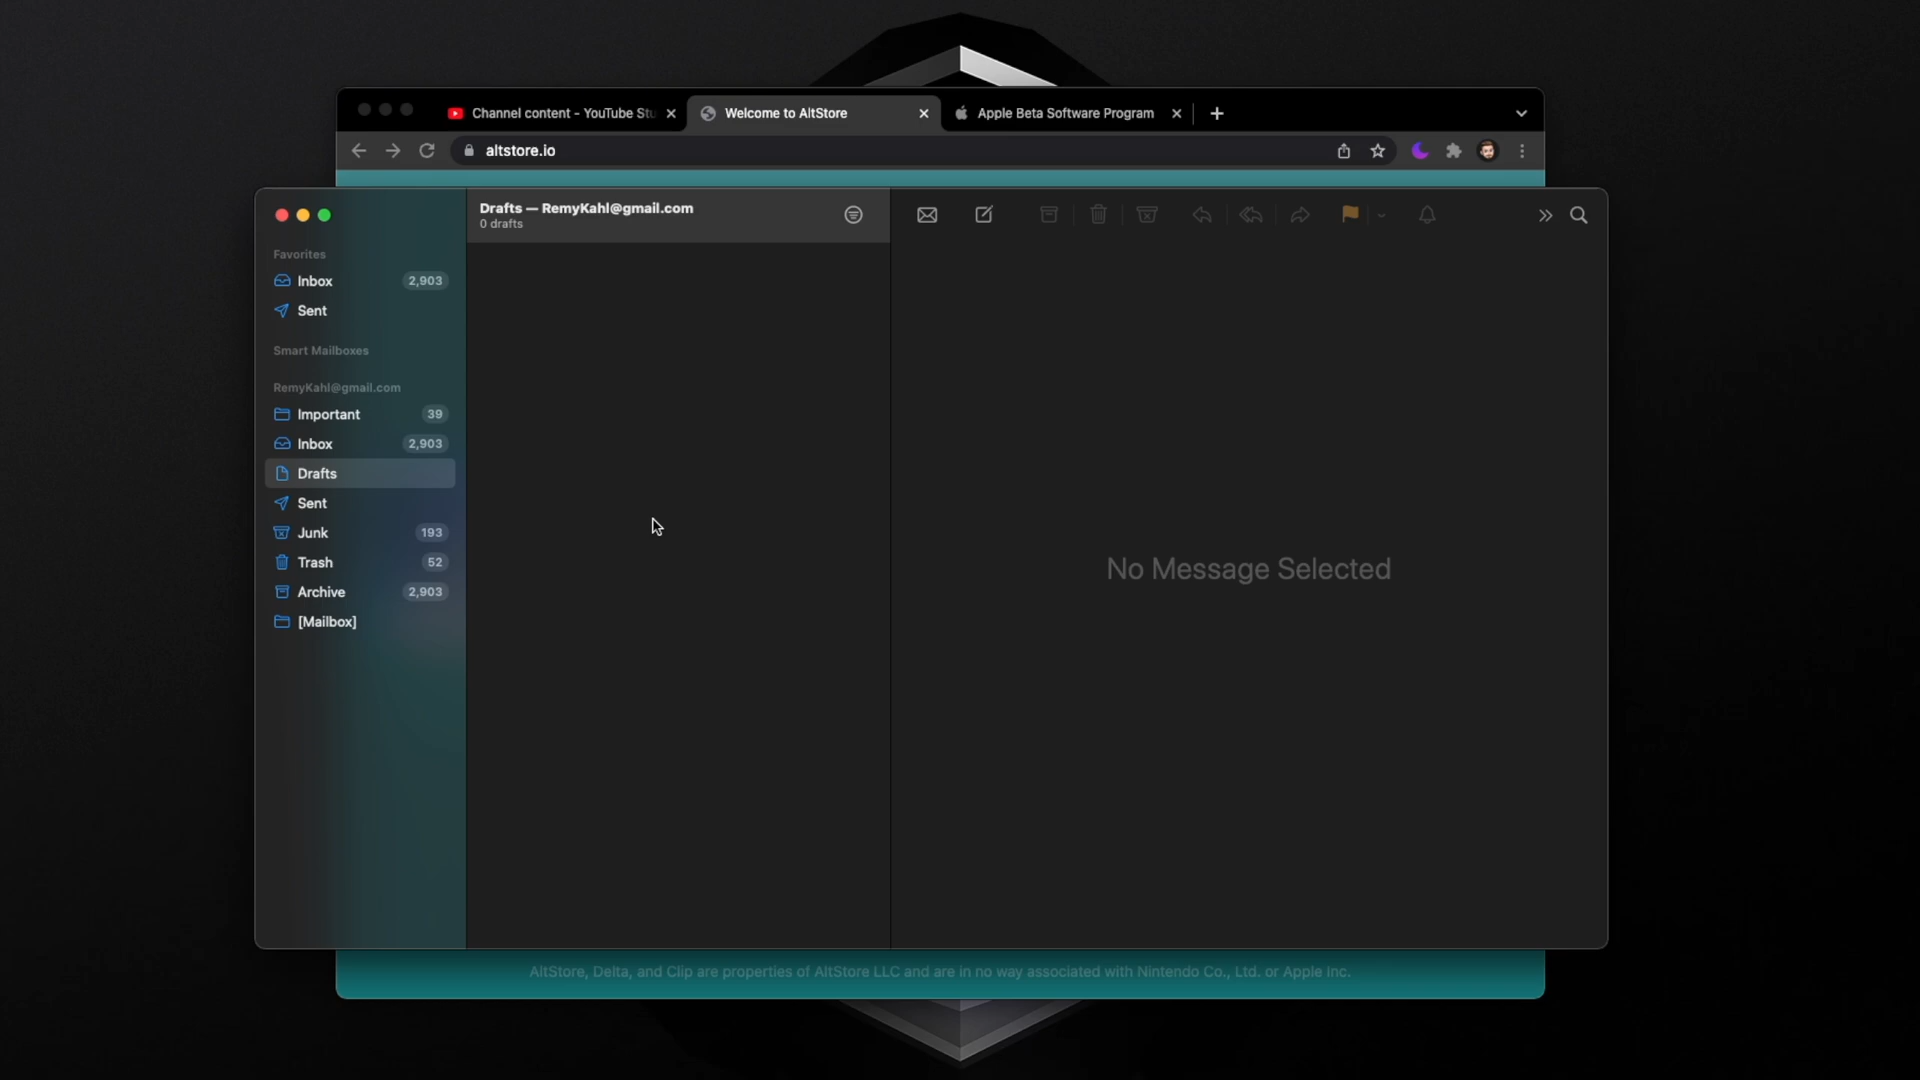 Channel content - YouTube Stu
Welcome to AltStore
Apple Beta Software Program
altstore.io
Drafts — RemyKahl@gmail.com
0 drafts
Favorites
Inbox 2,903
Sent
Smart Mailboxes
RemyKahl@gmail.com
Important 39
Inbox 2,903
Drafts
Sent
Junk 193
Trash 52
Archive 2,903
[Mailbox]
No Message Selected
AltStore, Delta, and Clip are properties of AltStore LLC and are in no way associated with Nintendo Co., Ltd. or Apple Inc.